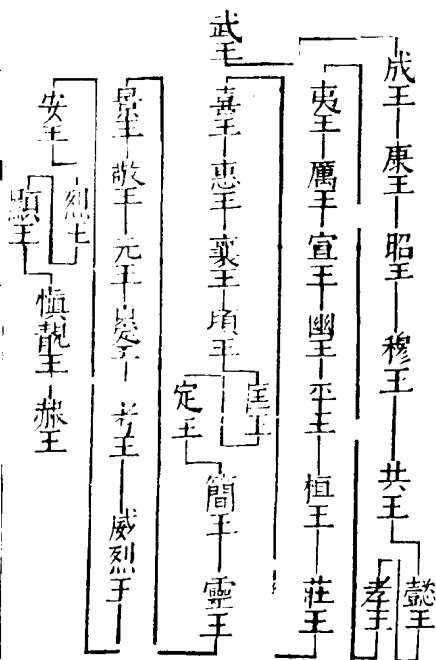 武王
成王 康王 昭王 穆王 共王 懿王
孝王
夷王 厲王 宣王 幽王 平王 桓王 莊王
喜王 惠王 襄王 頃王 匡王
定王 簡王 靈王
景王 敬王 元王 考王 威烈王
安王 烈王
顯王 慎靚王 赧王